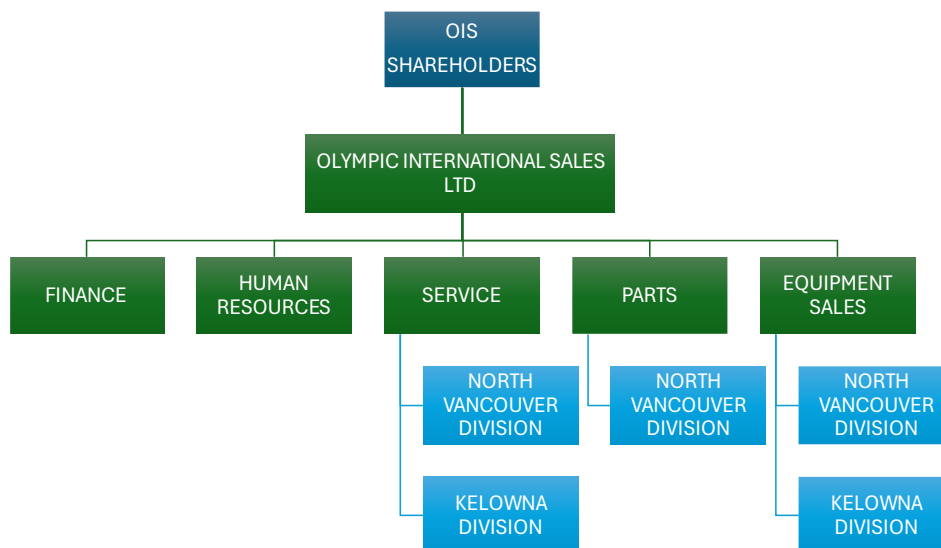 OIS
SHAREHOLDERS
OLYMPIC INTERNATIONAL SALES
LTD
FINANCE
HUMAN
RESOURCES
SERVICE
PARTS
EQUIPMENT
SALES
NORTH
VANCOUVER
DIVISION
NORTH
VANCOUVER
DIVISION
NORTH
VANCOUVER
DIVISION
KELOWNA
DIVISION
KELOWNA
DIVISION